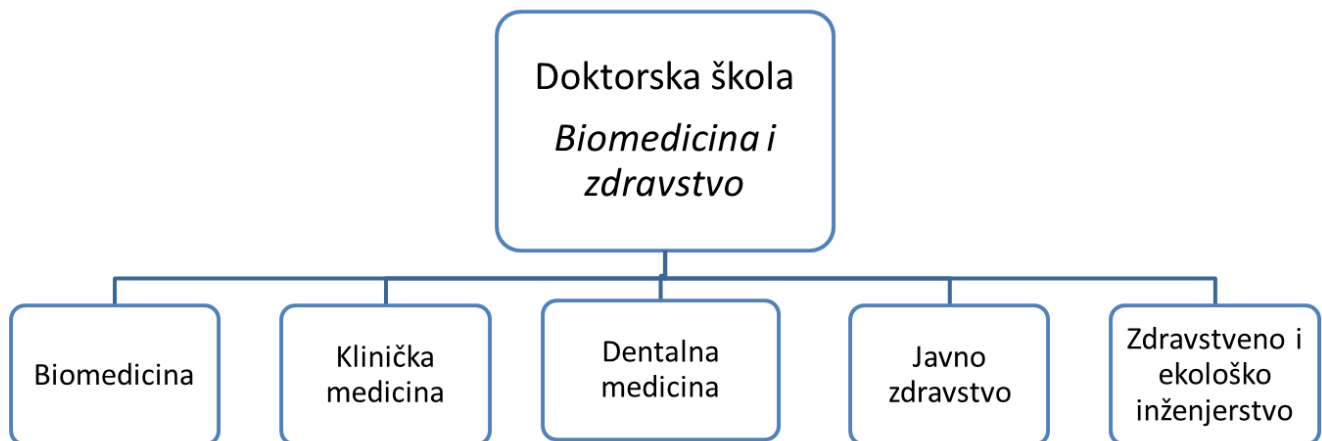 Doktorska škola
Biomedicina i
zdravstvo
Biomedicina
Klinička
medicina
Dentalna
medicina
Javno
zdravstvo
Zdravstveno i
ekološko
inženjerstvo